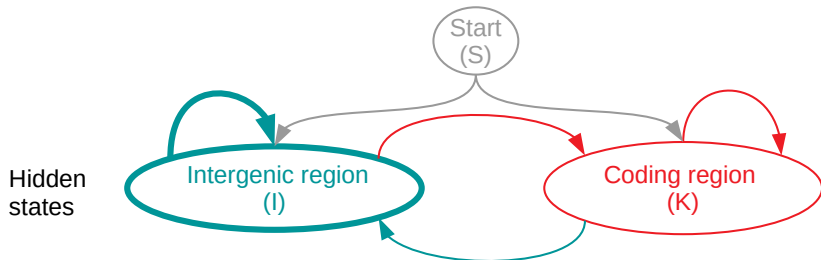 Start
(S)
Intergenic region
(I)
Coding region
(K)
Hidden
states